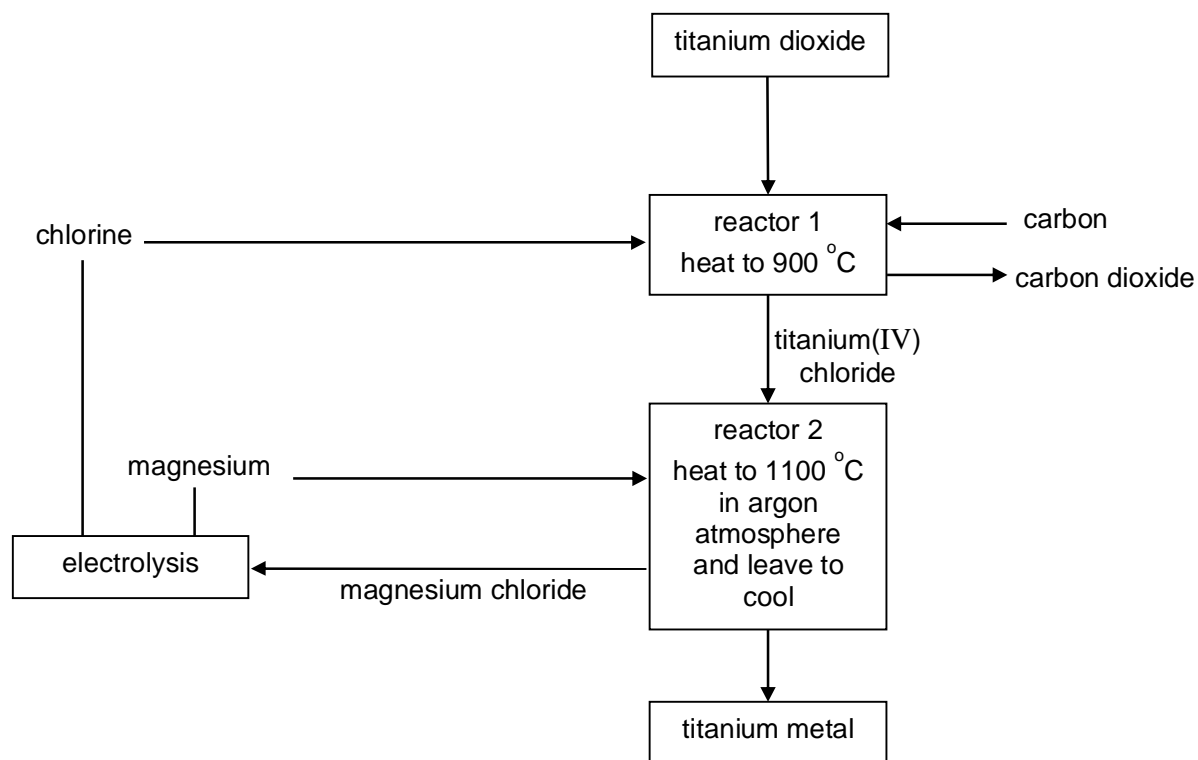 titanium dioxide
chlorine
reactor 1
heat to 900 °C
carbon
carbon dioxide
titanium(IV)
chloride
magnesium
reactor 2
heat to 1100 °C
in argon
atmosphere
and leave to
cool
electrolysis
magnesium chloride
titanium metal